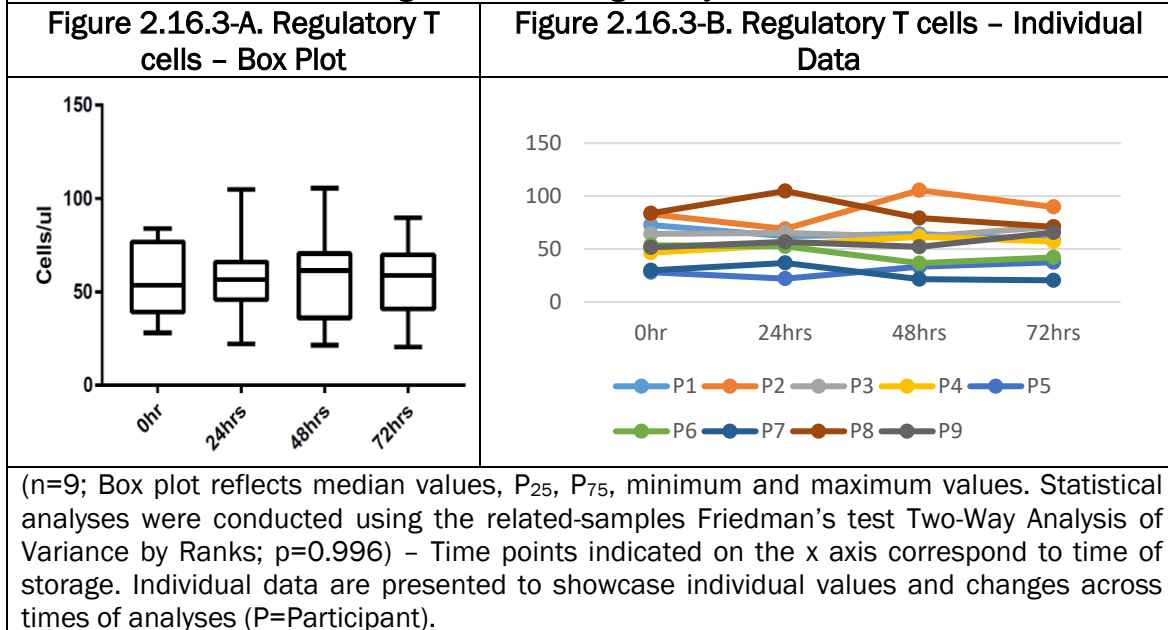 Figure 2.16.3-A. Regulatory T
cells – Box Plot
Figure 2.16.3-B. Regulatory T cells – Individual
Data
150
100
50
0
Cells/ul
0hr
24hrs
48hrs
72hrs
150
100
50
0
0hr 24hrs 48hrs 72hrs
P1 P2 P3 P4 P5
P6 P7 P8 P9
(n=9; Box plot reflects median values, P25, P75, minimum and maximum values. Statistical
analyses were conducted using the related-samples Friedman’s test Two-Way Analysis of
Variance by Ranks; p=0.996) – Time points indicated on the x axis correspond to time of
storage. Individual data are presented to showcase individual values and changes across
times of analyses (P=Participant).